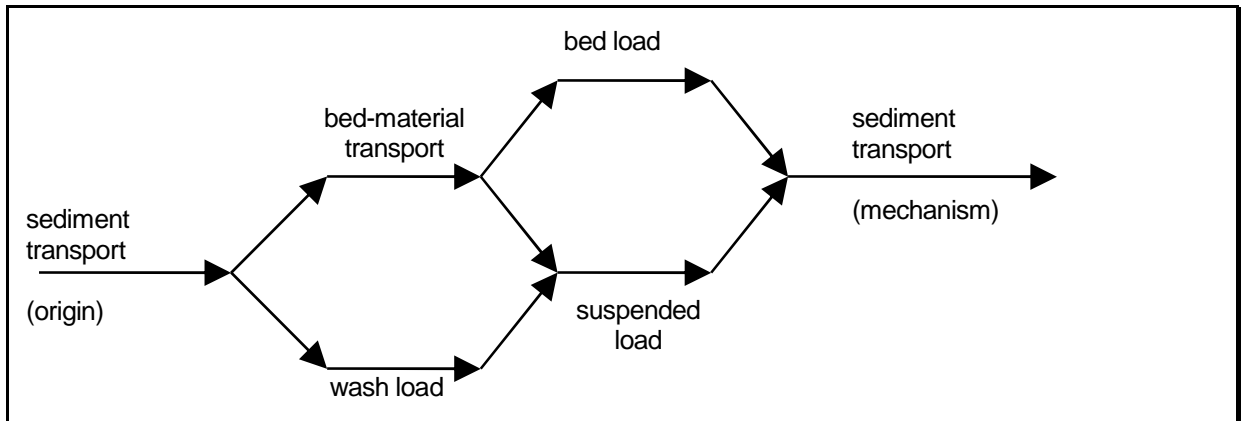 bed load
bed-material
transport
sediment
transport
(mechanism)
sediment
transport
(origin)
suspended
load
wash load